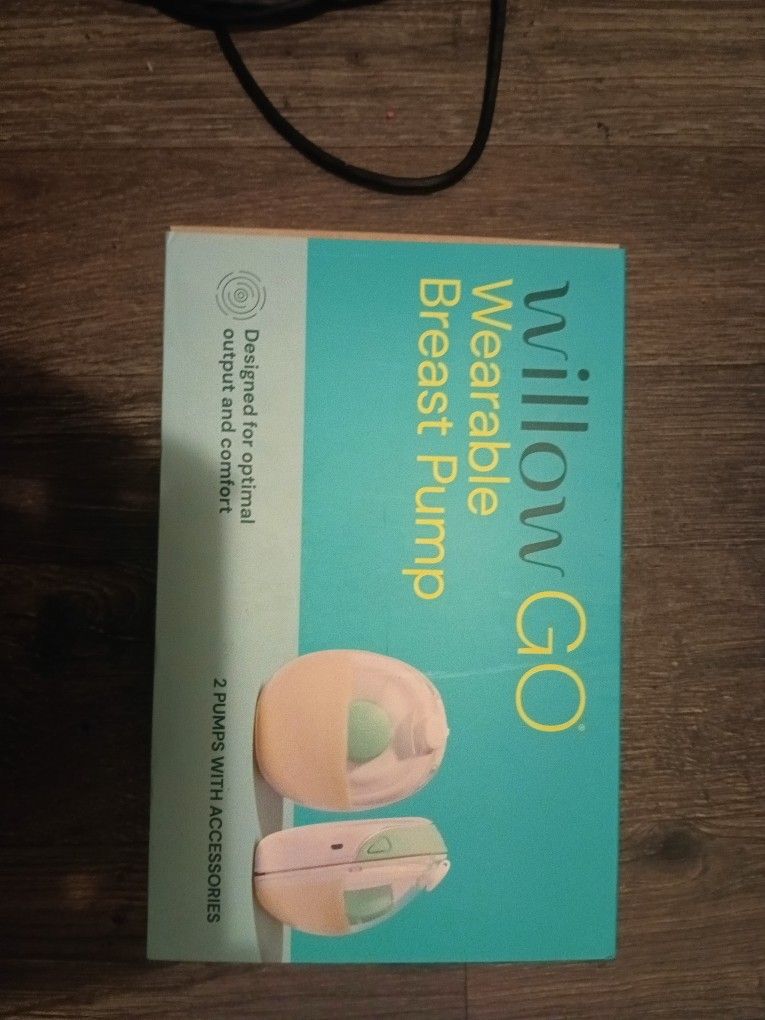 willow GO®
Wearable
Breast Pump
Designed for optimal
output and comfort
2 PUMPS WITH ACCESSORIES